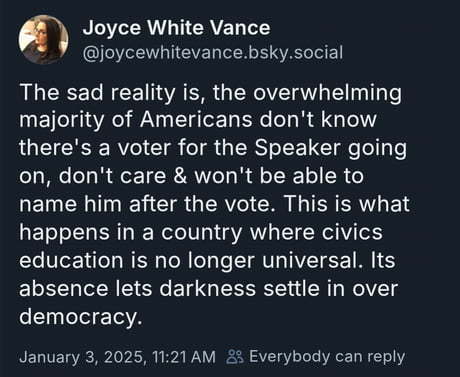 Joyce White Vance
@joycewhitevance.bsky.social
The sad reality is, the overwhelming
majority of Americans don't know
there's a voter for the Speaker going
on, don't care & won't be able to
name him after the vote. This is what
happens in a country where civics
education is no longer universal. Its
absence lets darkness settle in over
democracy.
January 3, 2025, 11:21 AM Everybody can reply